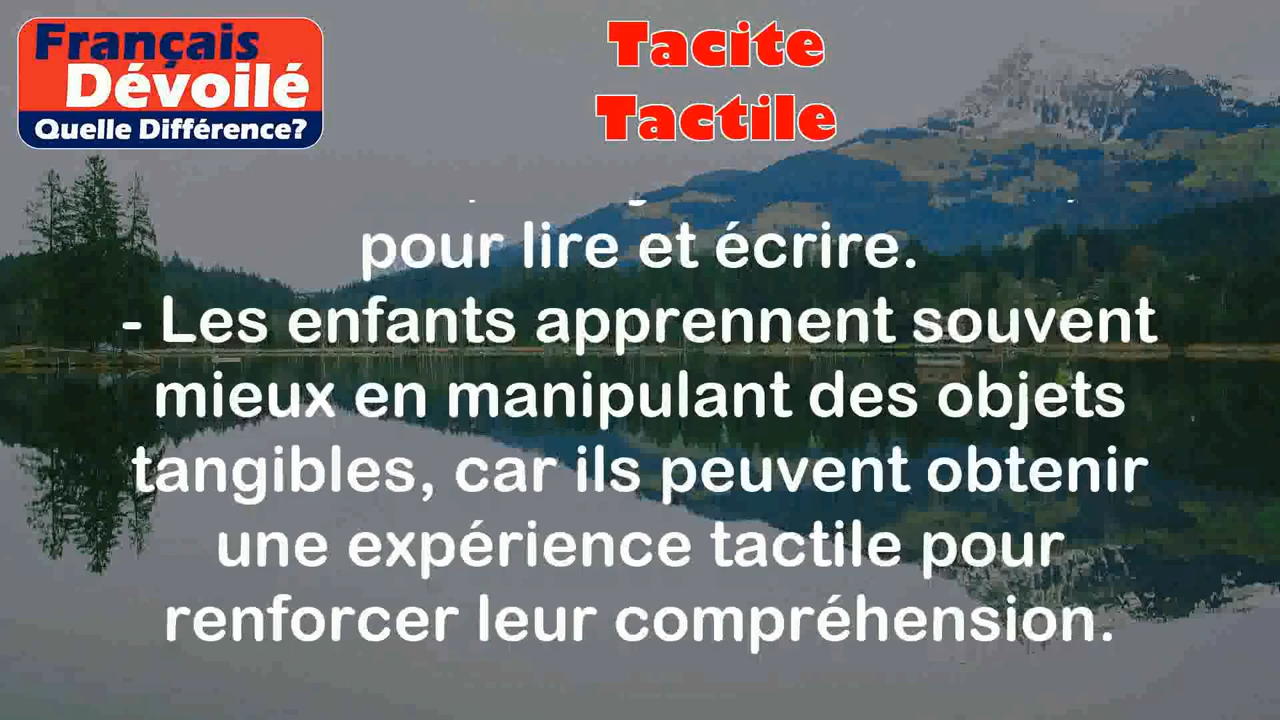 Français
Dévoilé
Quelle Différence?
Tacite
Tactile
pour lire et écrire.
- Les enfants apprennent souvent
mieux en manipulant des objets
tangibles, car ils peuvent obtenir
une expérience tactile pour
renforcer leur compréhension.